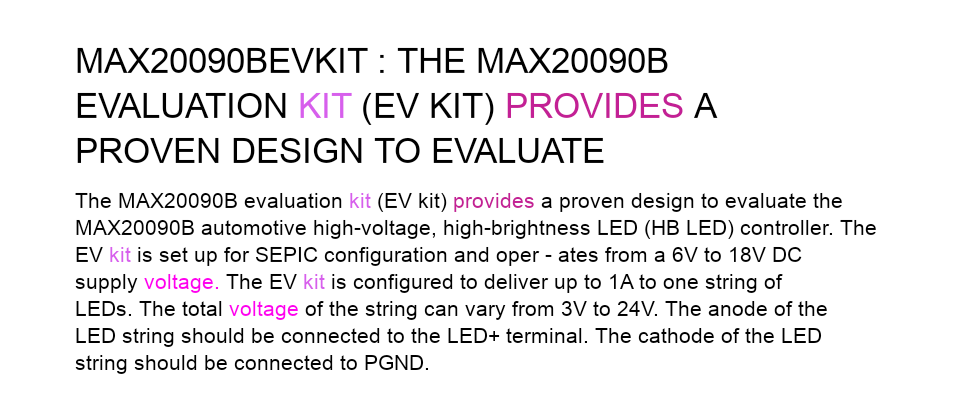 MAX20090BEVKIT : THE MAX20090B
EVALUATION KIT (EV KIT) PROVIDES A
PROVEN DESIGN TO EVALUATE
The MAX20090B evaluation kit (EV kit) provides a proven design to evaluate the
MAX20090B automotive high-voltage, high-brightness LED (HB LED) controller. The
EV kit is set up for SEPIC configuration and oper - ates from a 6V to 18V DC
supply voltage. The EV kit is configured to deliver up to 1A to one string of
LEDs. The total voltage of the string can vary from 3V to 24V. The anode of the
LED string should be connected to the LED+ terminal. The cathode of the LED
string should be connected to PGND.